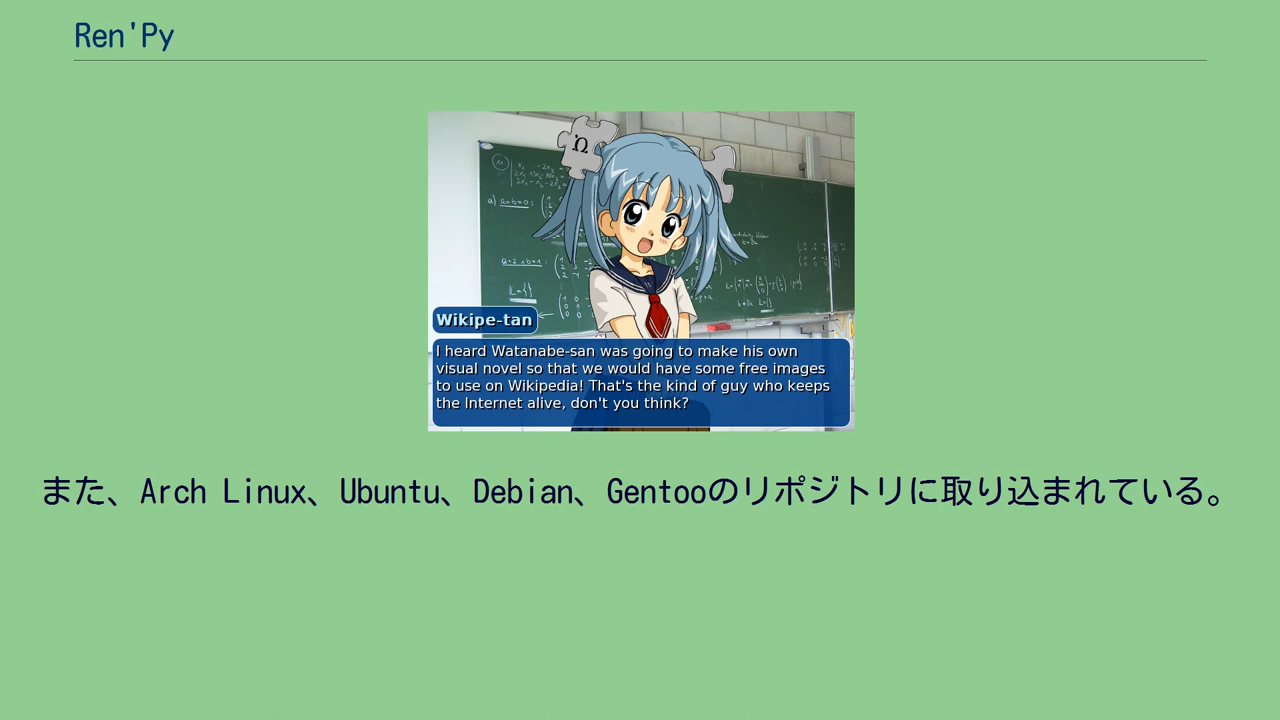 Ren'Py
Wikipe-tan
I heard Watanabe-san was going to make his own
visual novel so that we would have some free images
to use on Wikipedia! That's the kind of guy who keeps
the Internet alive, don't you think?
また、Arch Linux、Ubuntu、Debian、Gentooのリポジトリに取り込まれている。